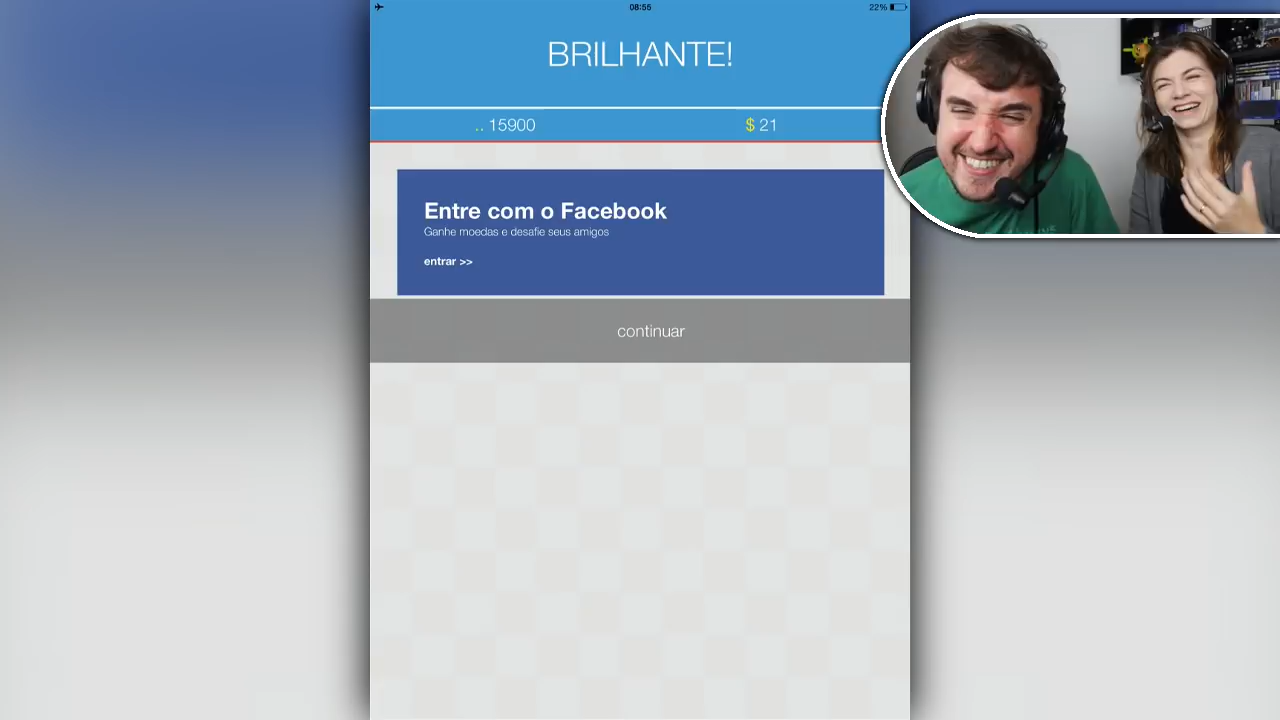 08:55
22%
BRILHANTE!
.. 15900
$ 21
Entre com o Facebook
Ganhe moedas e desafie seus amigos
entrar >>
continuar